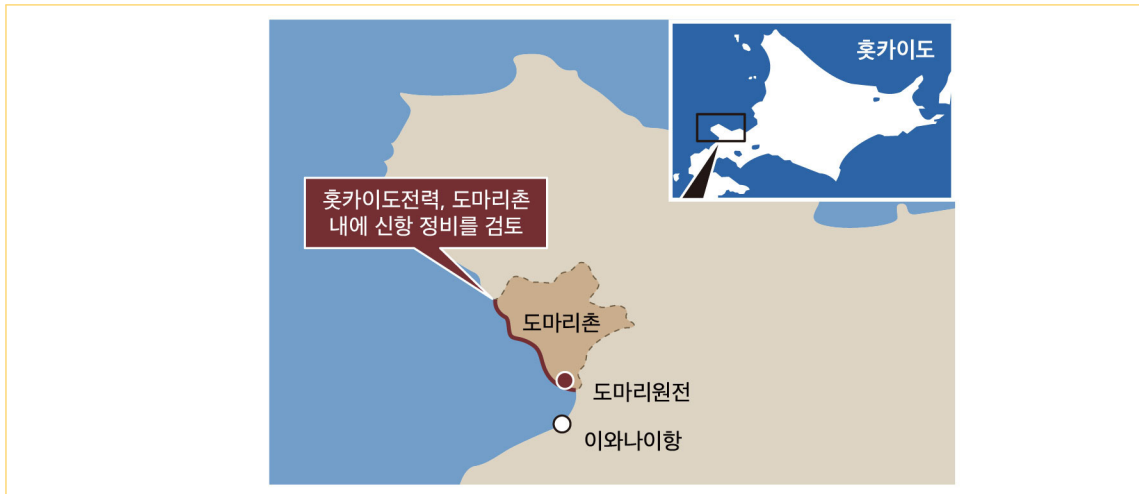 홋카이도
홋카이도전력, 도마리촌
내에 신항 정비를 검토
도마리촌
도마리원전
이와나이항